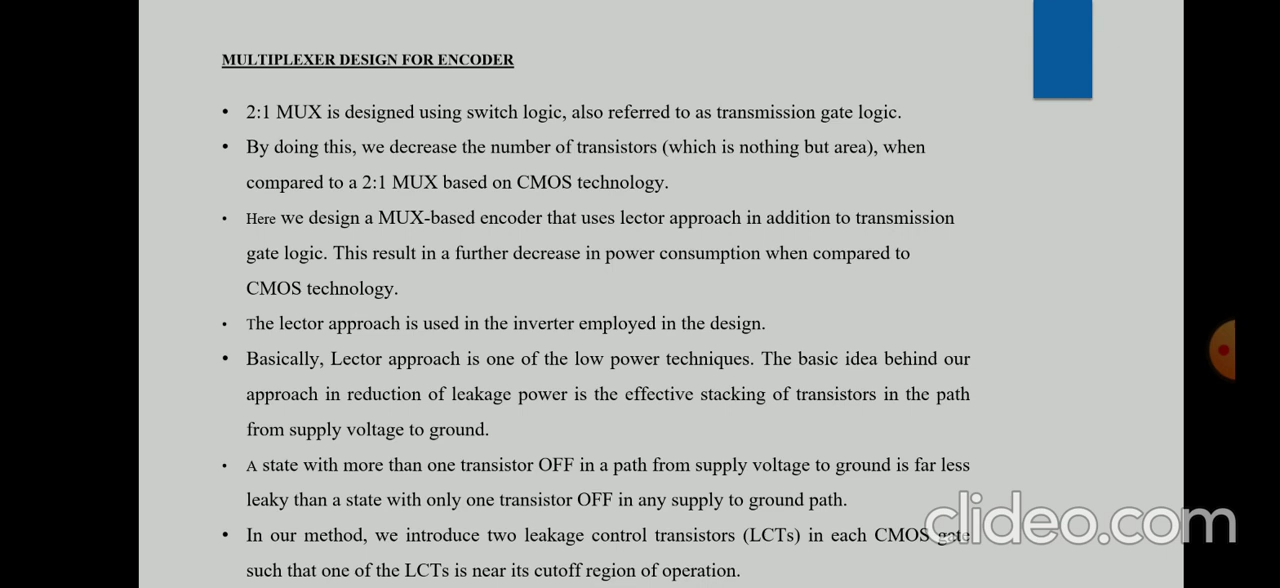 MULTIPLEXER DESIGN FOR ENCODER
• 2:1 MUX is designed using switch logic, also referred to as transmission gate logic.
• By doing this, we decrease the number of transistors (which is nothing but area), when
compared to a 2:1 MUX based on CMOS technology.
• Here we design a MUX-based encoder that uses lector approach in addition to transmission
gate logic. This result in a further decrease in power consumption when compared to
CMOS technology.
• The lector approach is used in the inverter employed in the design.
• Basically, Lector approach is one of the low power techniques. The basic idea behind our
approach in reduction of leakage power is the effective stacking of transistors in the path
from supply voltage to ground.
• A state with more than one transistor OFF in a path from supply voltage to ground is far less
leaky than a state with only one transistor OFF in any supply to ground path.
• In our method, we introduce two leakage control transistors (LCTs) in each CMOS gate
such that one of the LCTs is near its cutoff region of operation.
clideo.com